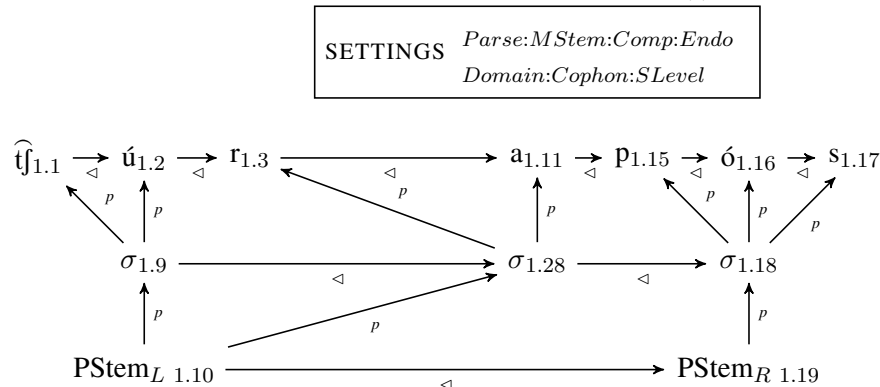 SETTINGS Parse:MStem:Comp:Endo
Domain:Cophon:SLevel
t͡ʃ1.1 ú1.2 r1.3 a1.11 p1.15 ó1.16 s1.17
◁ ◁ ◁ ◁ ◁ ◁
p p p p p p p
σ1.9 σ1.28 σ1.18
◁ ◁
p p p
PStemL 1.10 PStemR 1.19
◁